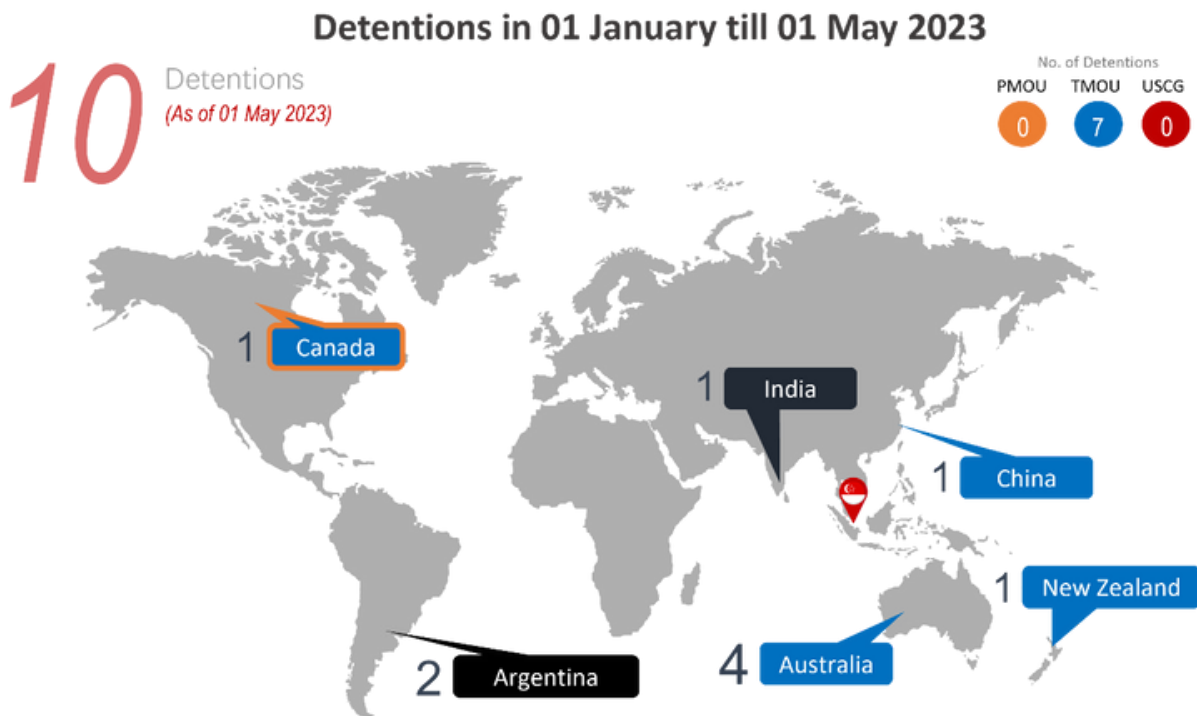 Detentions in 01 January till 01 May 2023
10
Detentions
(As of 01 May 2023)
No. of Detentions
PMOU TMOU USCG
0 7 0
1 Canada
1 India
1 China
1 New Zealand
4 Australia
2 Argentina